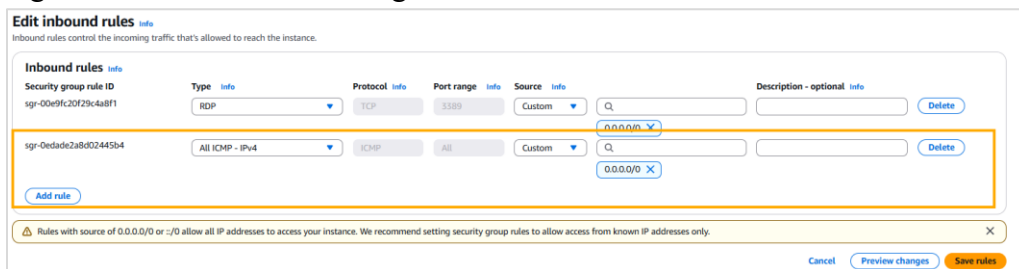 Edit inbound rules Info
Inbound rules control the incoming traffic that's allowed to reach the instance.
Inbound rules Info
Security group rule ID Type Info Protocol Info Port range Info Source Info Description - optional Info
sgr-00e9fc20f29c4a8f1 RDP TCP 3389 Custom Delete
0.0.0.0/0
sgr-0edade2a8d02445b4 All ICMP - IPv4 ICMP All Custom Delete
0.0.0.0/0
Add rule
Rules with source of 0.0.0.0/0 or ::/0 allow all IP addresses to access your instance. We recommend setting security group rules to allow access from known IP addresses only.
Cancel Preview changes Save rules